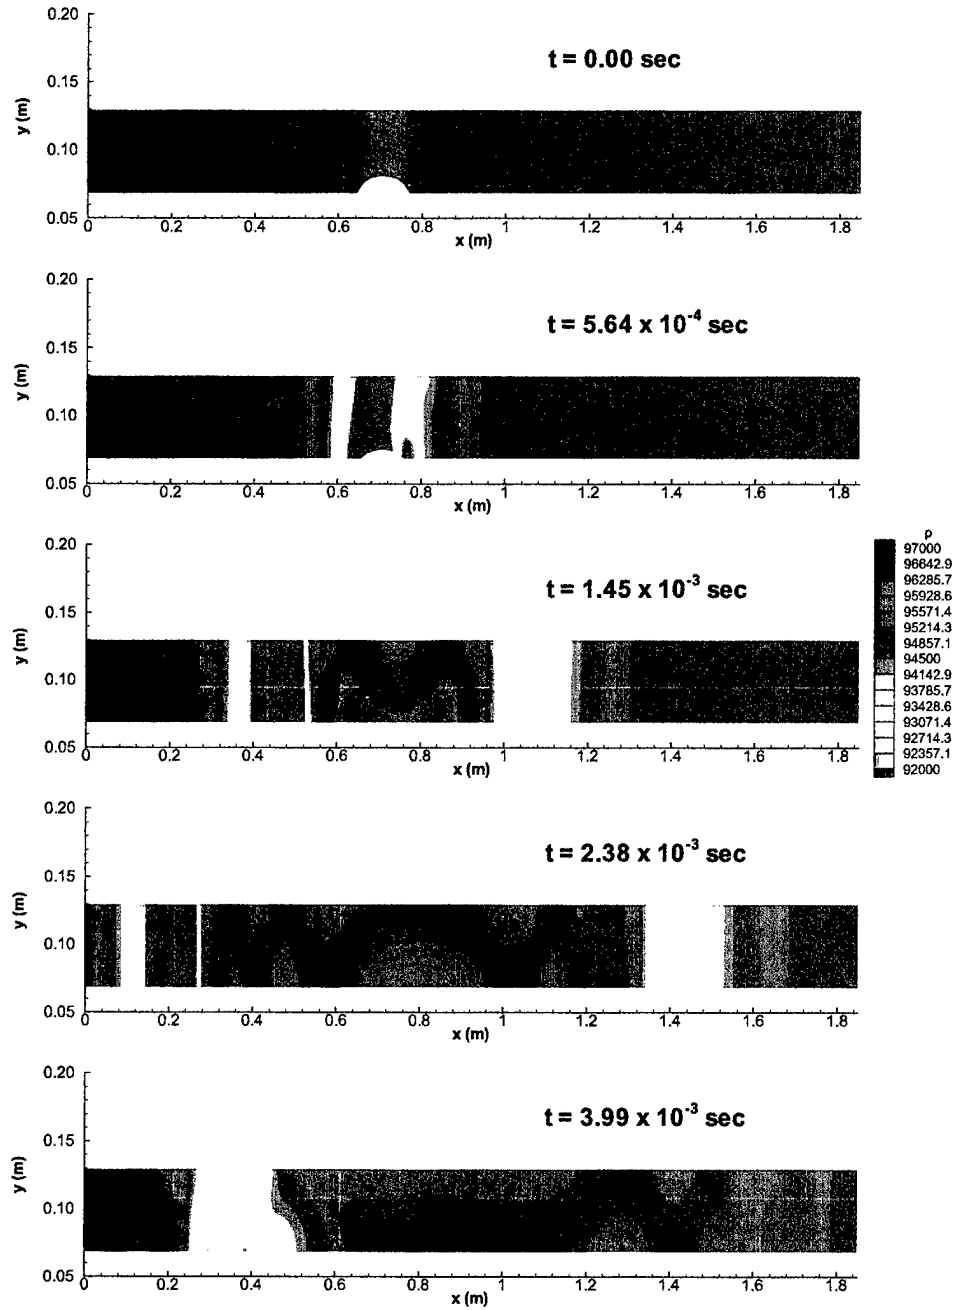 0.20
t = 0.00 sec
0.15
y (m)
0.10
0.05
0 0.2 0.4 0.6 0.8 1 1.2 1.4 1.6 1.8
x (m)
0.20
t = 5.64 x 10-4 sec
0.15
y (m)
0.10
0.05
0 0.2 0.4 0.6 0.8 1 1.2 1.4 1.6 1.8
x (m)
0.20
t = 1.45 x 10-3 sec
0.15
y (m)
0.10
0.05
0 0.2 0.4 0.6 0.8 1 1.2 1.4 1.6 1.8
x (m)
p
97000
96642.9
96285.7
95928.6
95571.4
95214.3
94857.1
94500
94142.9
93785.7
93428.6
93071.4
92714.3
92357.1
92000
0.20
t = 2.38 x 10-3 sec
0.15
y (m)
0.10
0.05
0 0.2 0.4 0.6 0.8 1 1.2 1.4 1.6 1.8
x (m)
0.20
t = 3.99 x 10-3 sec
0.15
y (m)
0.10
0.05
0 0.2 0.4 0.6 0.8 1 1.2 1.4 1.6 1.8
x (m)